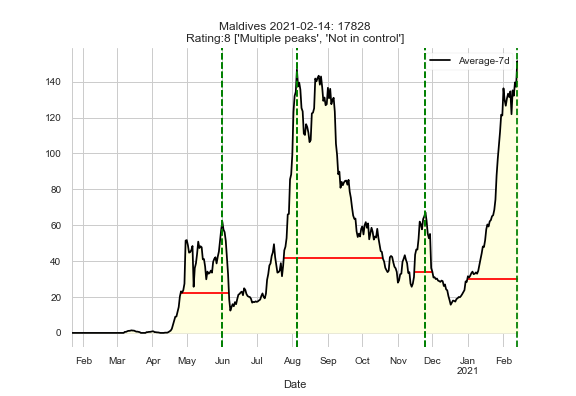 Maldives 2021-02-14: 17828
Rating:8 ['Multiple peaks', 'Not in control']
Average-7d
140
120
100
80
60
40
20
0
Feb Mar Apr May Jun Jul Aug Sep Oct Nov Dec Jan Feb
2021
Date